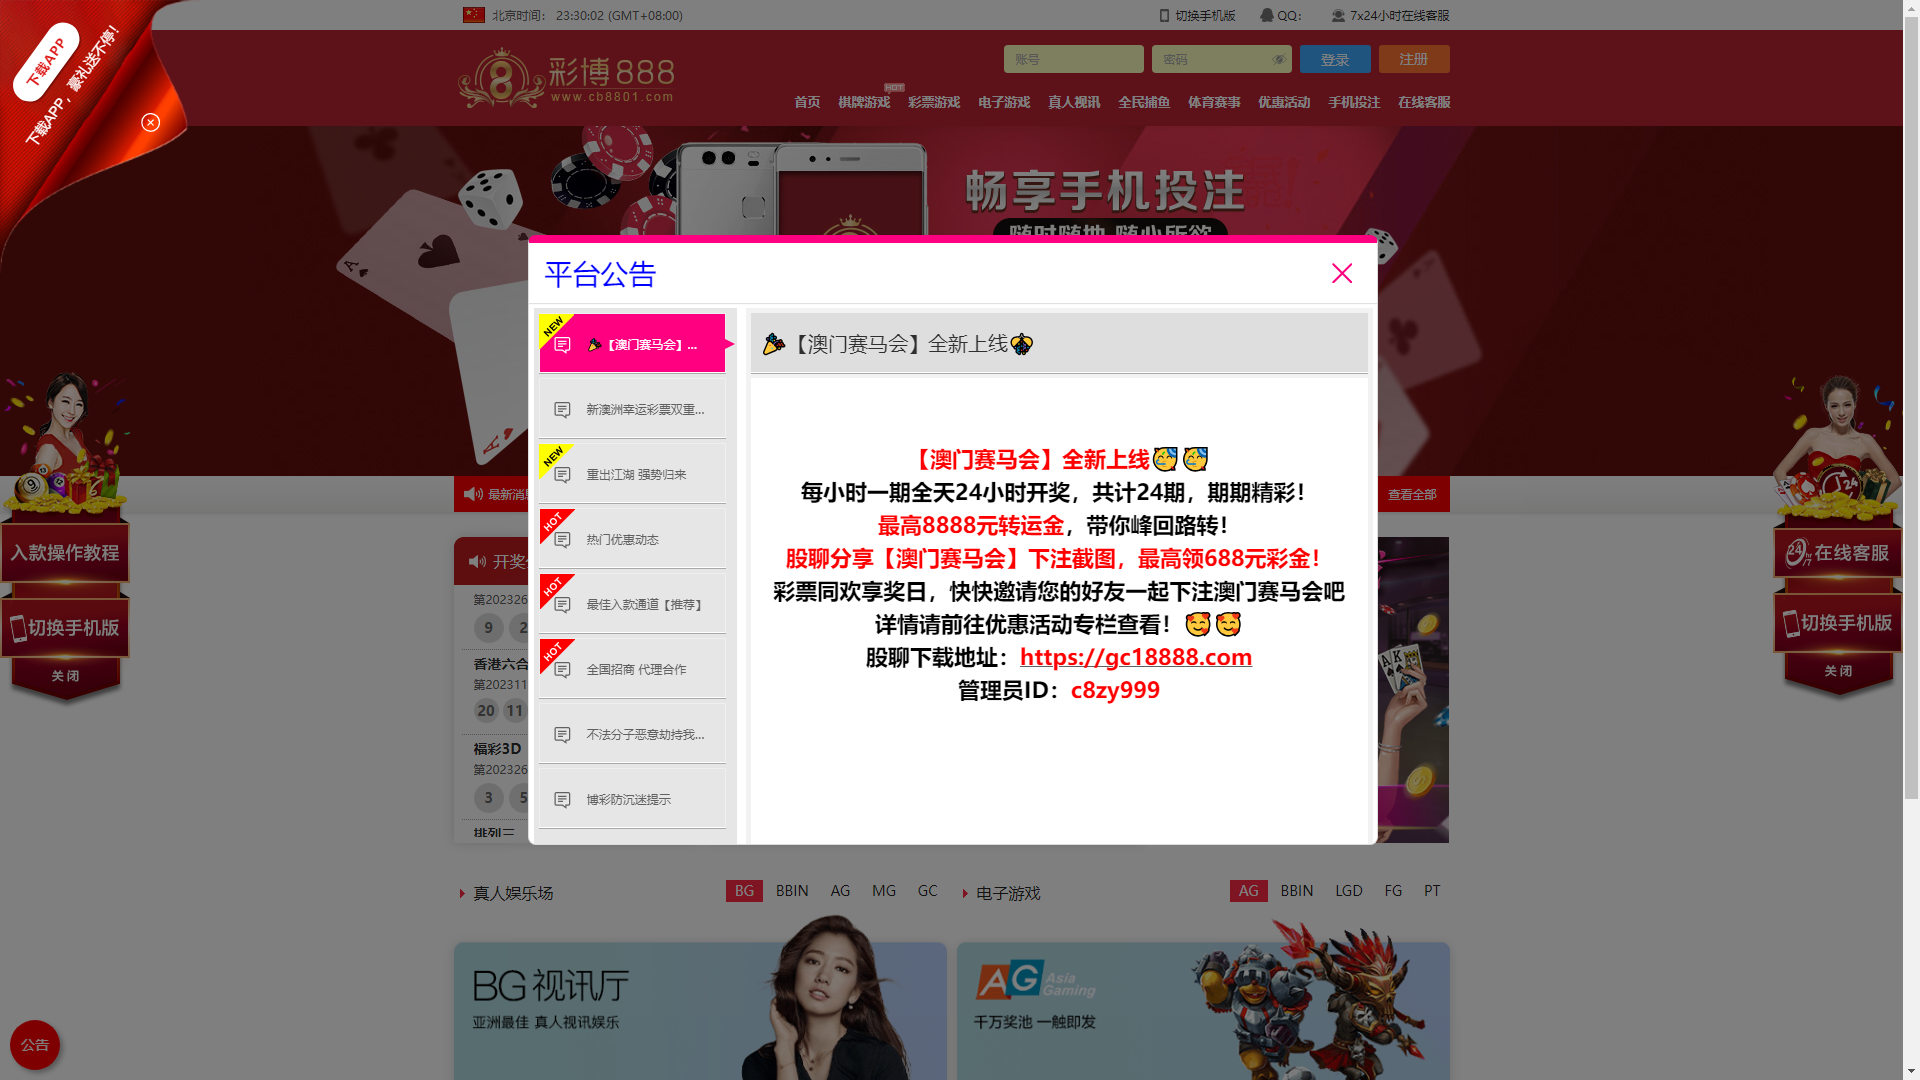 北京时间： 23:30:02 (GMT+08:00)
切换手机版
QQ:
7x24小时在线客服
下载APP
下载APP，豪礼送不停!
彩博888
www.cb8801.com
账号
密码
登录
注册
HOT
首页 棋牌游戏 彩票游戏 电子游戏 真人视讯 全民捕鱼 体育赛事 优惠活动 手机投注 在线客服
畅享手机投注
随时随地 随心所欲
平台公告
NEW
【澳门赛马会】...
新澳洲幸运彩票双重...
NEW
重出江湖 强势归来
HOT
热门优惠动态
HOT
最佳入款通道【推荐】
HOT
全国招商 代理合作
不法分子恶意劫持我...
博彩防沉迷提示
【澳门赛马会】全新上线
【澳门赛马会】全新上线🥳🥳
每小时一期全天24小时开奖，共计24期，期期精彩！
最高8888元转运金，带你峰回路转！
股聊分享【澳门赛马会】下注截图，最高领688元彩金！
彩票同欢享奖日，快快邀请您的好友一起下注澳门赛马会吧
详情请前往优惠活动专栏查看！🥰🥰
股聊下载地址：https://gc18888.com
管理员ID：c8zy999
最新消
查看全部
开奖
第202326
9 2
香港六合
第202311
20 11
福彩3D
第202326
3 5
排列三
入款操作教程
切换手机版
关闭
24
在线客服
切换手机版
关闭
真人娱乐场
BG BBIN AG MG GC
电子游戏
AG BBIN LGD FG PT
BG 视讯厅
亚洲最佳 真人视讯娱乐
AG Asia Gaming
千万奖池 一触即发
公告